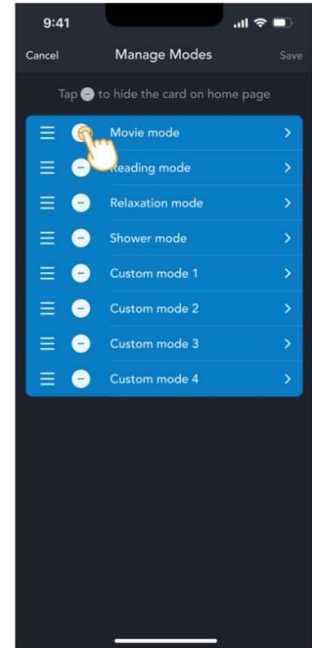 9:41
Cancel Manage Modes Save
Tap to hide the card on home page
Movie mode
Reading mode
Relaxation mode
Shower mode
Custom mode 1
Custom mode 2
Custom mode 3
Custom mode 4